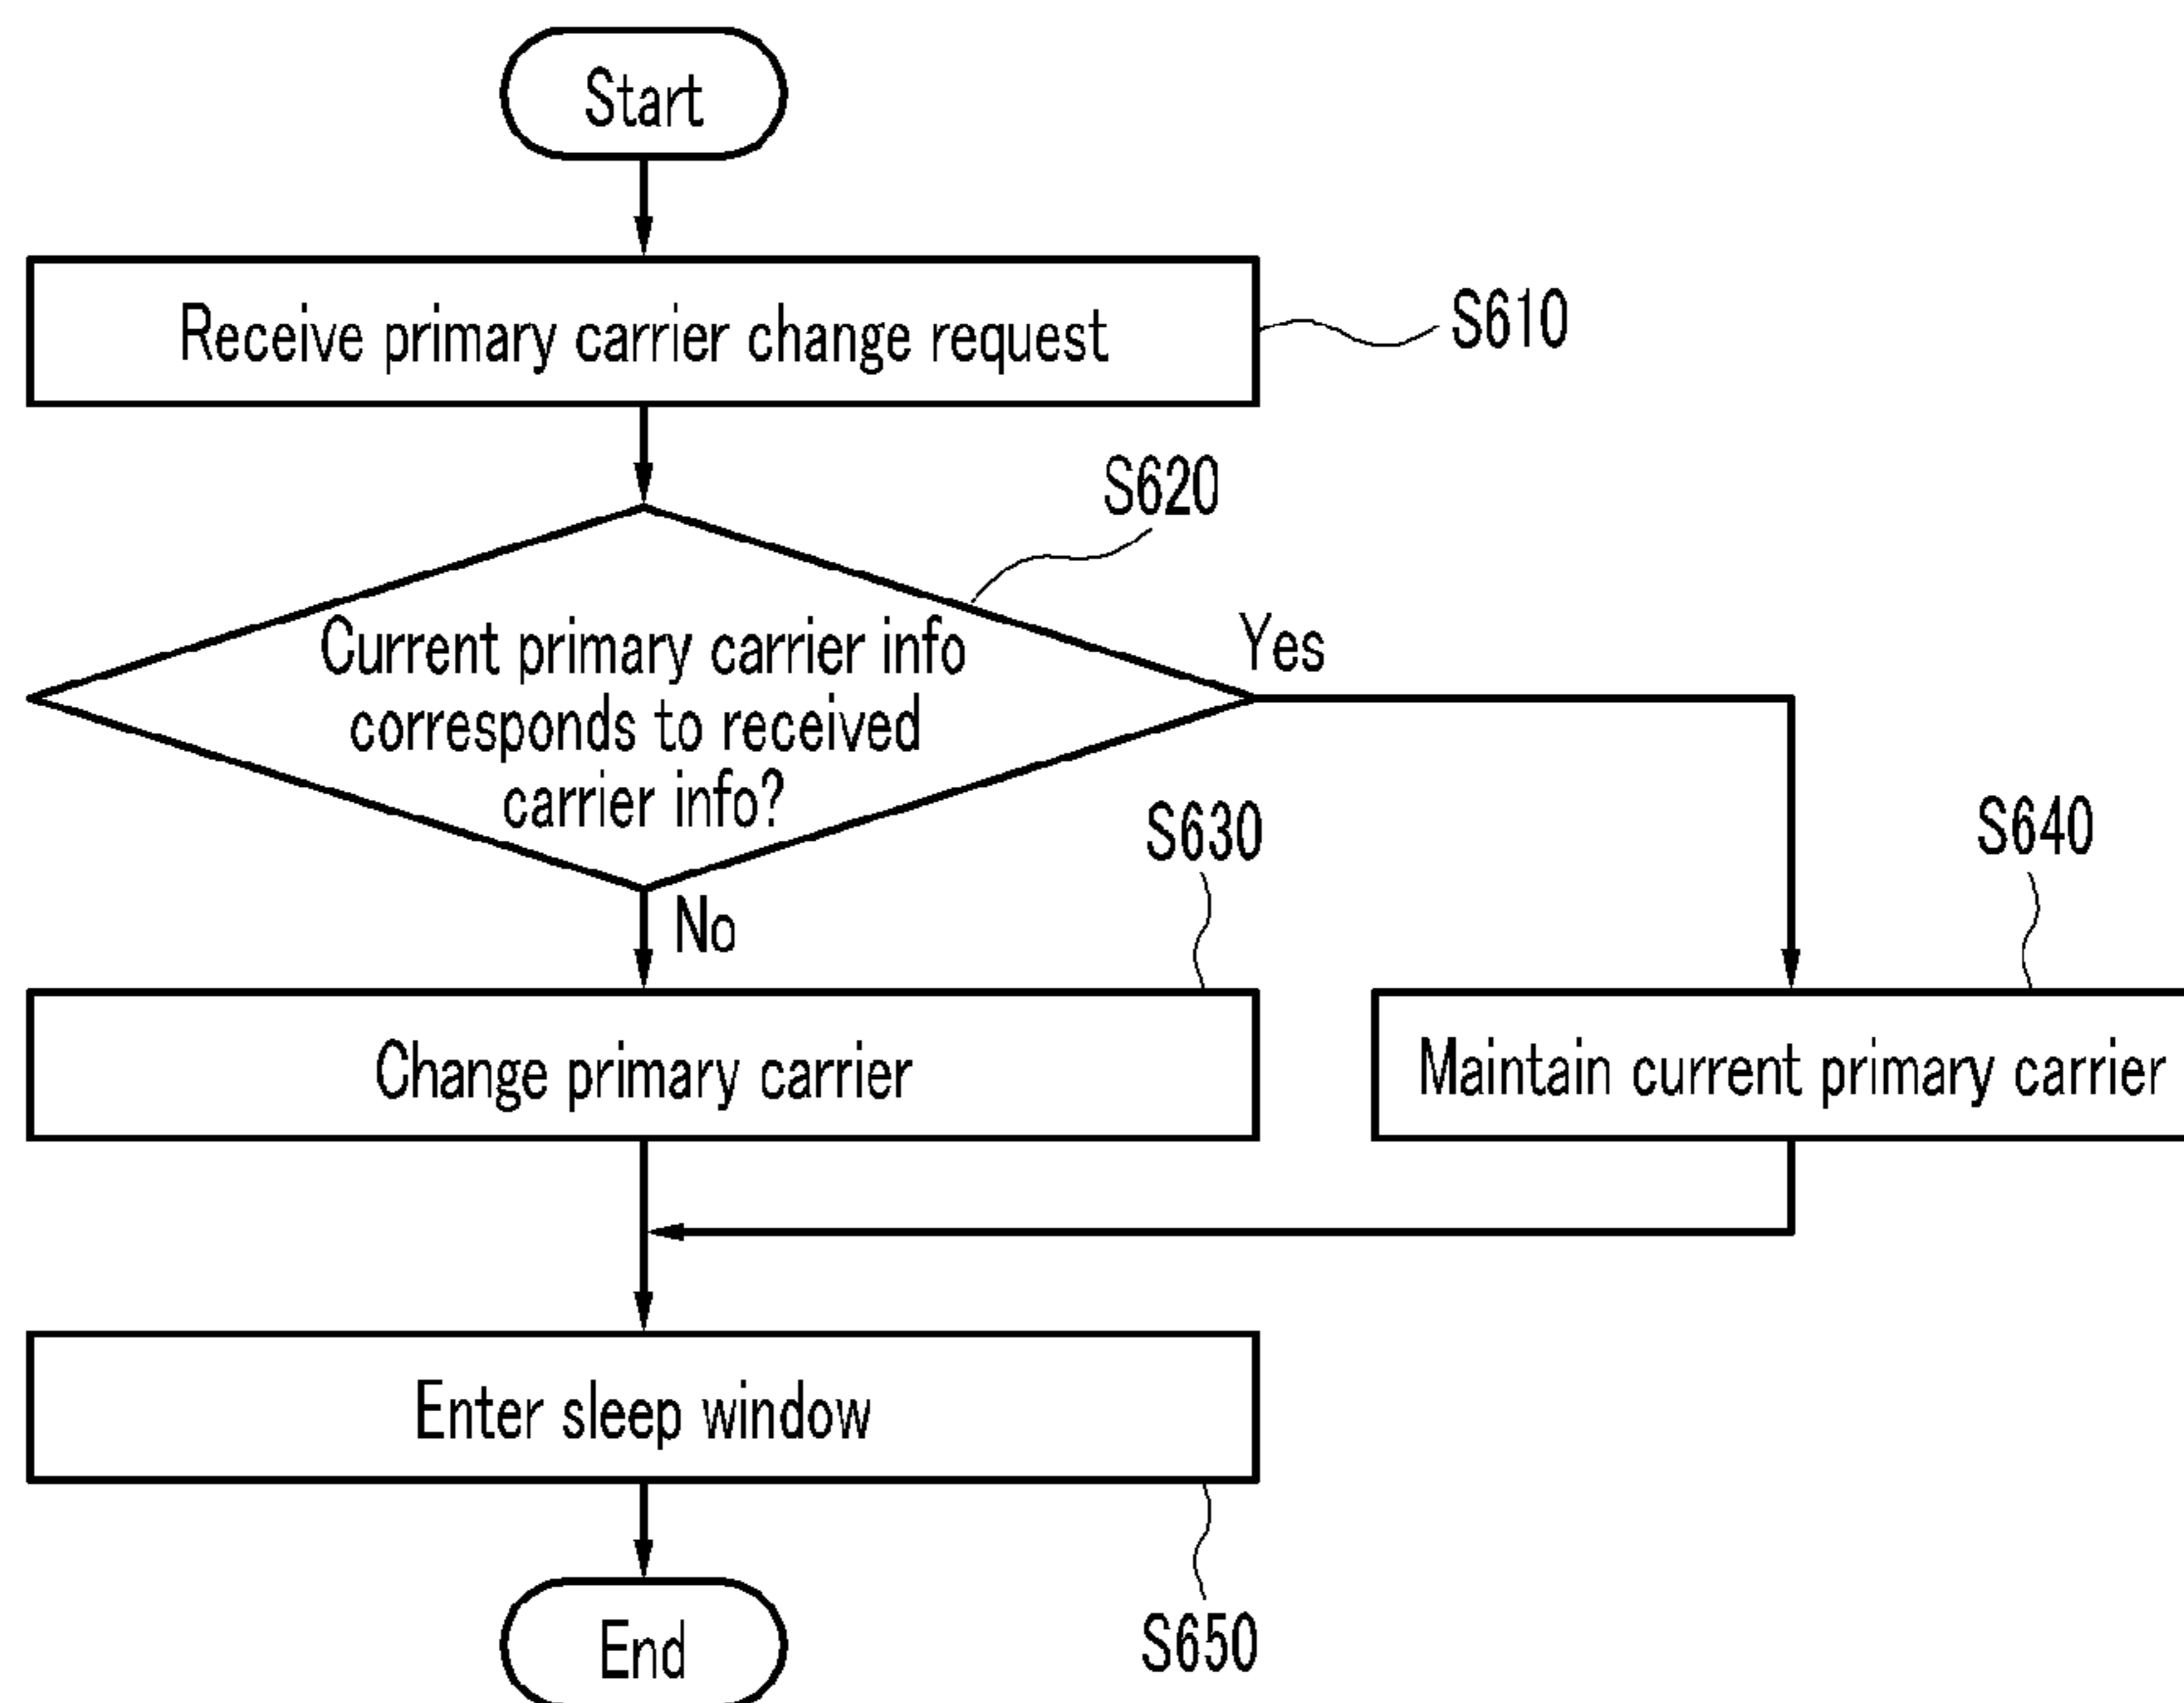 Start
Receive primary carrier change request
S610
S620
Current primary carrier info
corresponds to received
carrier info?
Yes
No
S630
S640
Change primary carrier
Maintain current primary carrier
Enter sleep window
S650
End